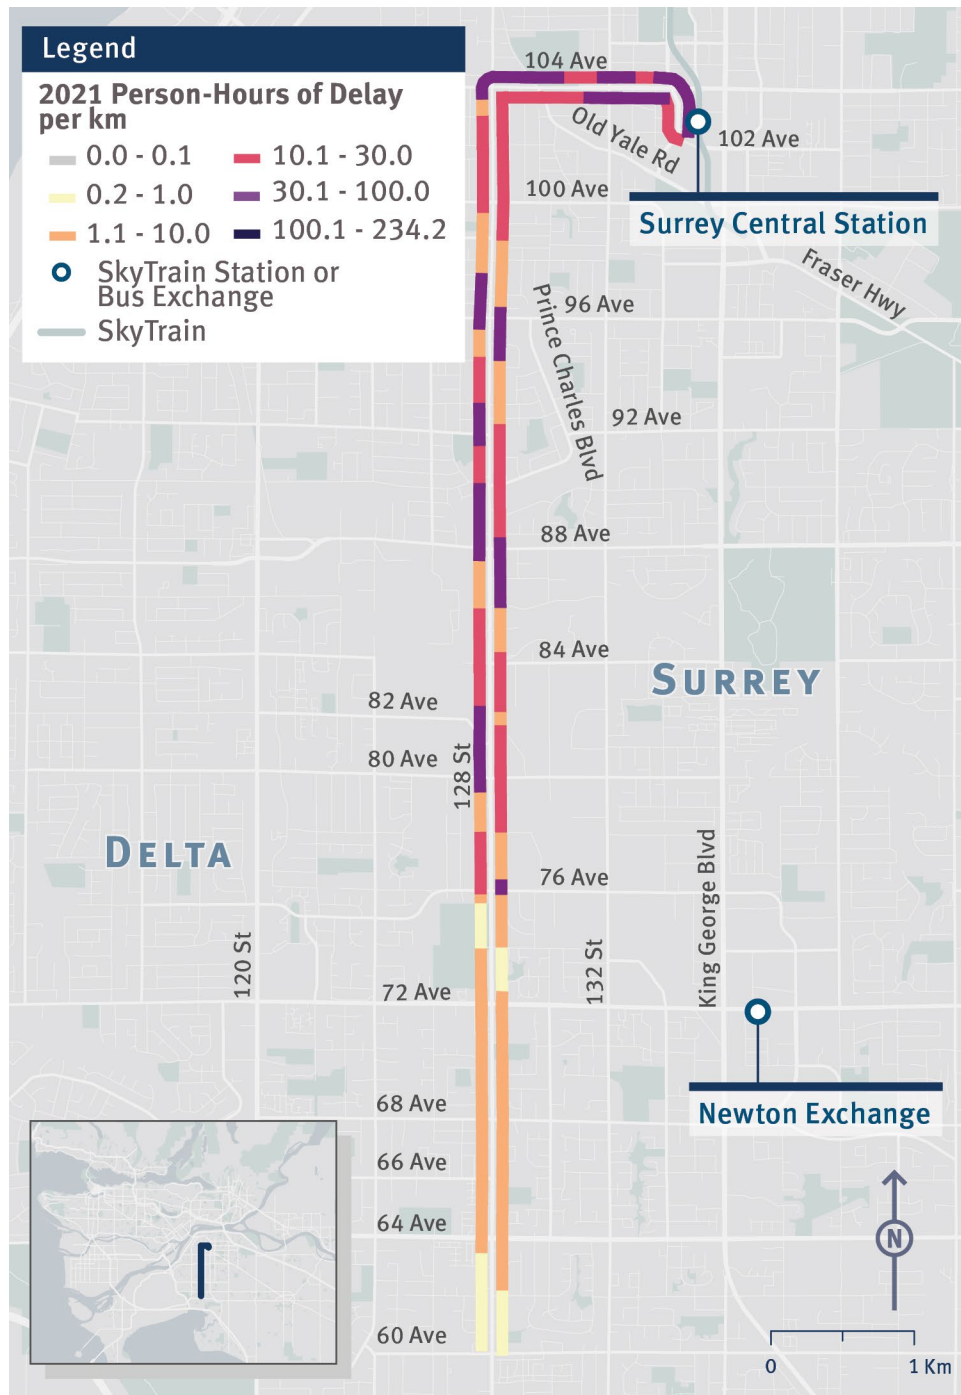 Legend
2021 Person-Hours of Delay
per km
0.0 - 0.1
0.2 - 1.0
1.1 - 10.0
10.1 - 30.0
30.1 - 100.0
100.1 - 234.2
SkyTrain Station or
Bus Exchange
SkyTrain
104 Ave
Old Yale Rd
102 Ave
100 Ave
Surrey Central Station
Fraser Hwy
Prince Charles Blvd
96 Ave
92 Ave
88 Ave
84 Ave
SURREY
82 Ave
80 Ave
128 St
DELTA
76 Ave
King George Blvd
120 St
132 St
72 Ave
68 Ave
Newton Exchange
66 Ave
64 Ave
N
60 Ave
0 1 Km